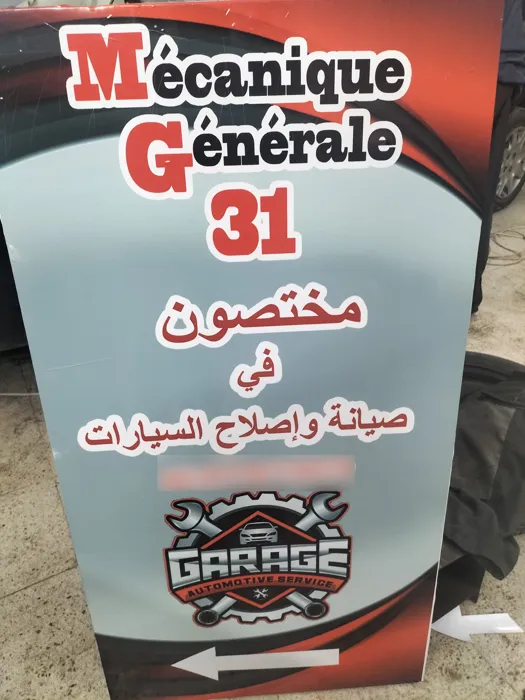 Mécanique
Générale
31
مختصون
في
صيانة وإصلاح السيارات
GARAGE
AUTOMOTIVE SERVICE